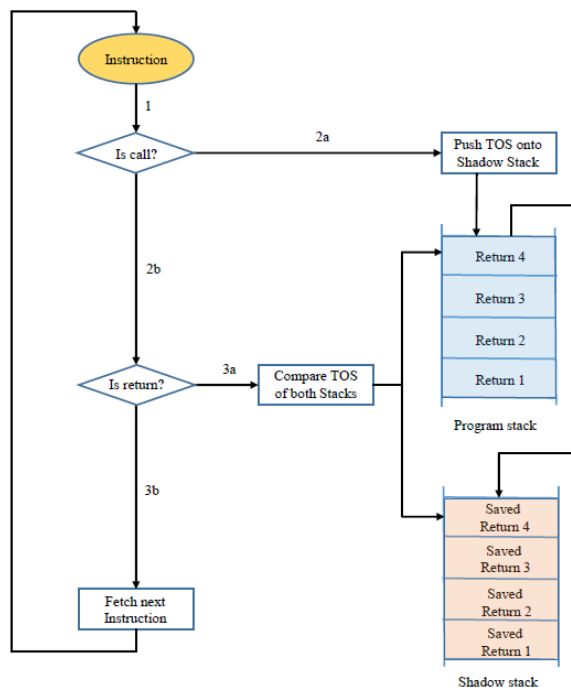 Instruction
1
Is call?
2a
Push TOS onto
Shadow Stack
Return 4
Return 3
Return 2
Return 1
Program stack
2b
Is return?
3a
Compare TOS
of both Stacks
3b
Fetch next
Instruction
Saved
Return 4
Saved
Return 3
Saved
Return 2
Saved
Return 1
Shadow stack